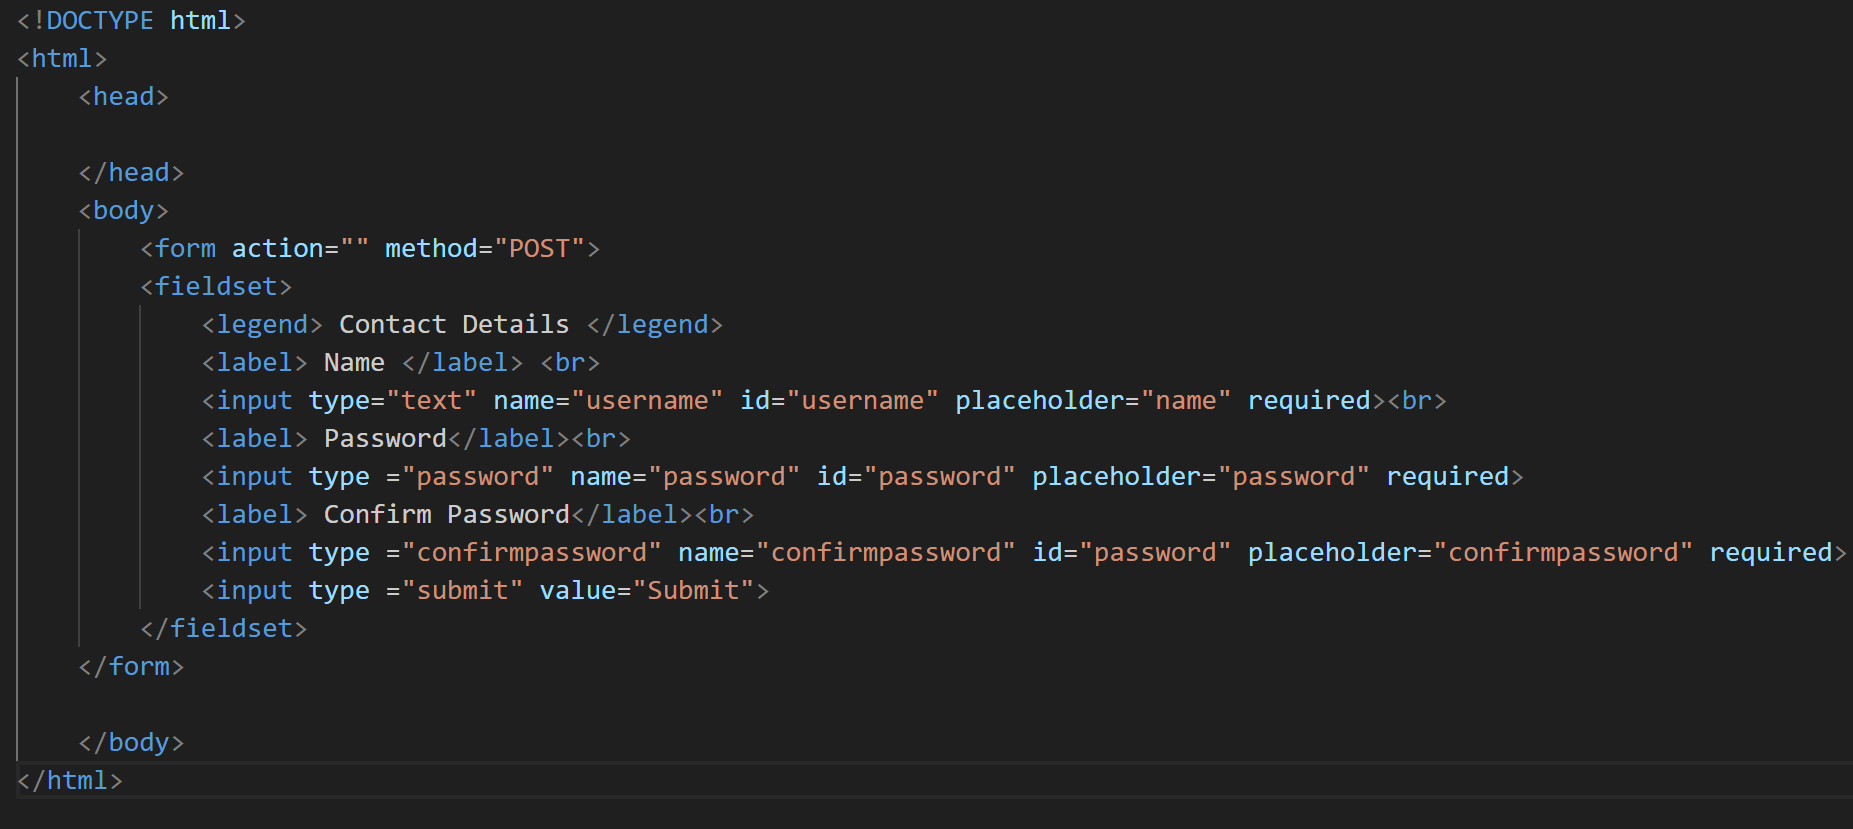 <!DOCTYPE html>
<html>
    <head>

    </head>
    <body>
        <form action="" method="POST">
        <fieldset>
            <legend> Contact Details </legend>
            <label> Name </label> <br>
            <input type="text" name="username" id="username" placeholder="name" required><br>
            <label> Password</label><br>
            <input type ="password" name="password" id="password" placeholder="password" required>
            <label> Confirm Password</label><br>
            <input type ="confirmpassword" name="confirmpassword" id="password" placeholder="confirmpassword" required>
            <input type ="submit" value="Submit">
        </fieldset>
    </form>

    </body>
</html>